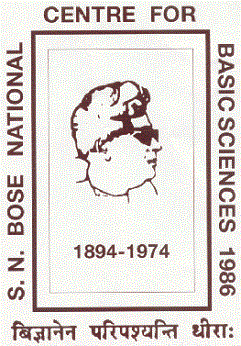 S. N. BOSE NATIONAL
CENTRE FOR
BASIC SCIENCES 1986
1894-1974
बिज्ञानेन परिपश्यन्ति धीराः